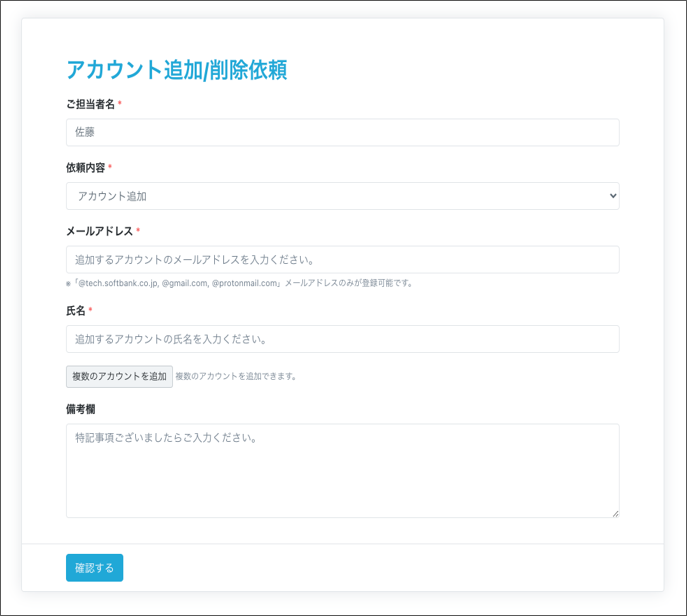 アカウント追加/削除依頼
ご担当者名 *
佐藤
依頼内容 *
アカウント追加
メールアドレス *
追加するアカウントのメールアドレスを入力ください。
※「@tech.softbank.co.jp, @gmail.com, @protonmail.com」メールアドレスのみが登録可能です。
氏名 *
追加するアカウントの氏名を入力ください。
複数のアカウントを追加 複数のアカウントを追加できます。
備考欄
特記事項ございましたらご入力ください。
確認する